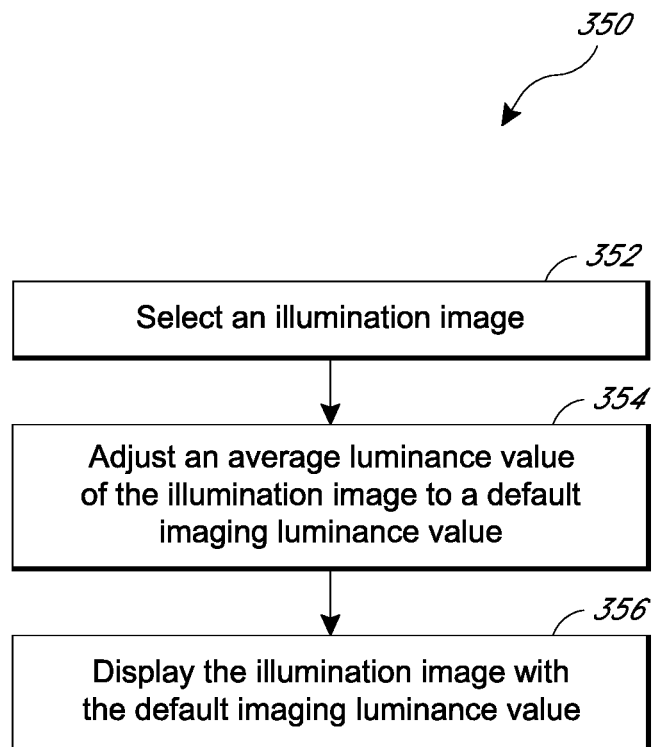 350
352
Select an illumination image
354
Adjust an average luminance value
of the illumination image to a default
imaging luminance value
356
Display the illumination image with
the default imaging luminance value